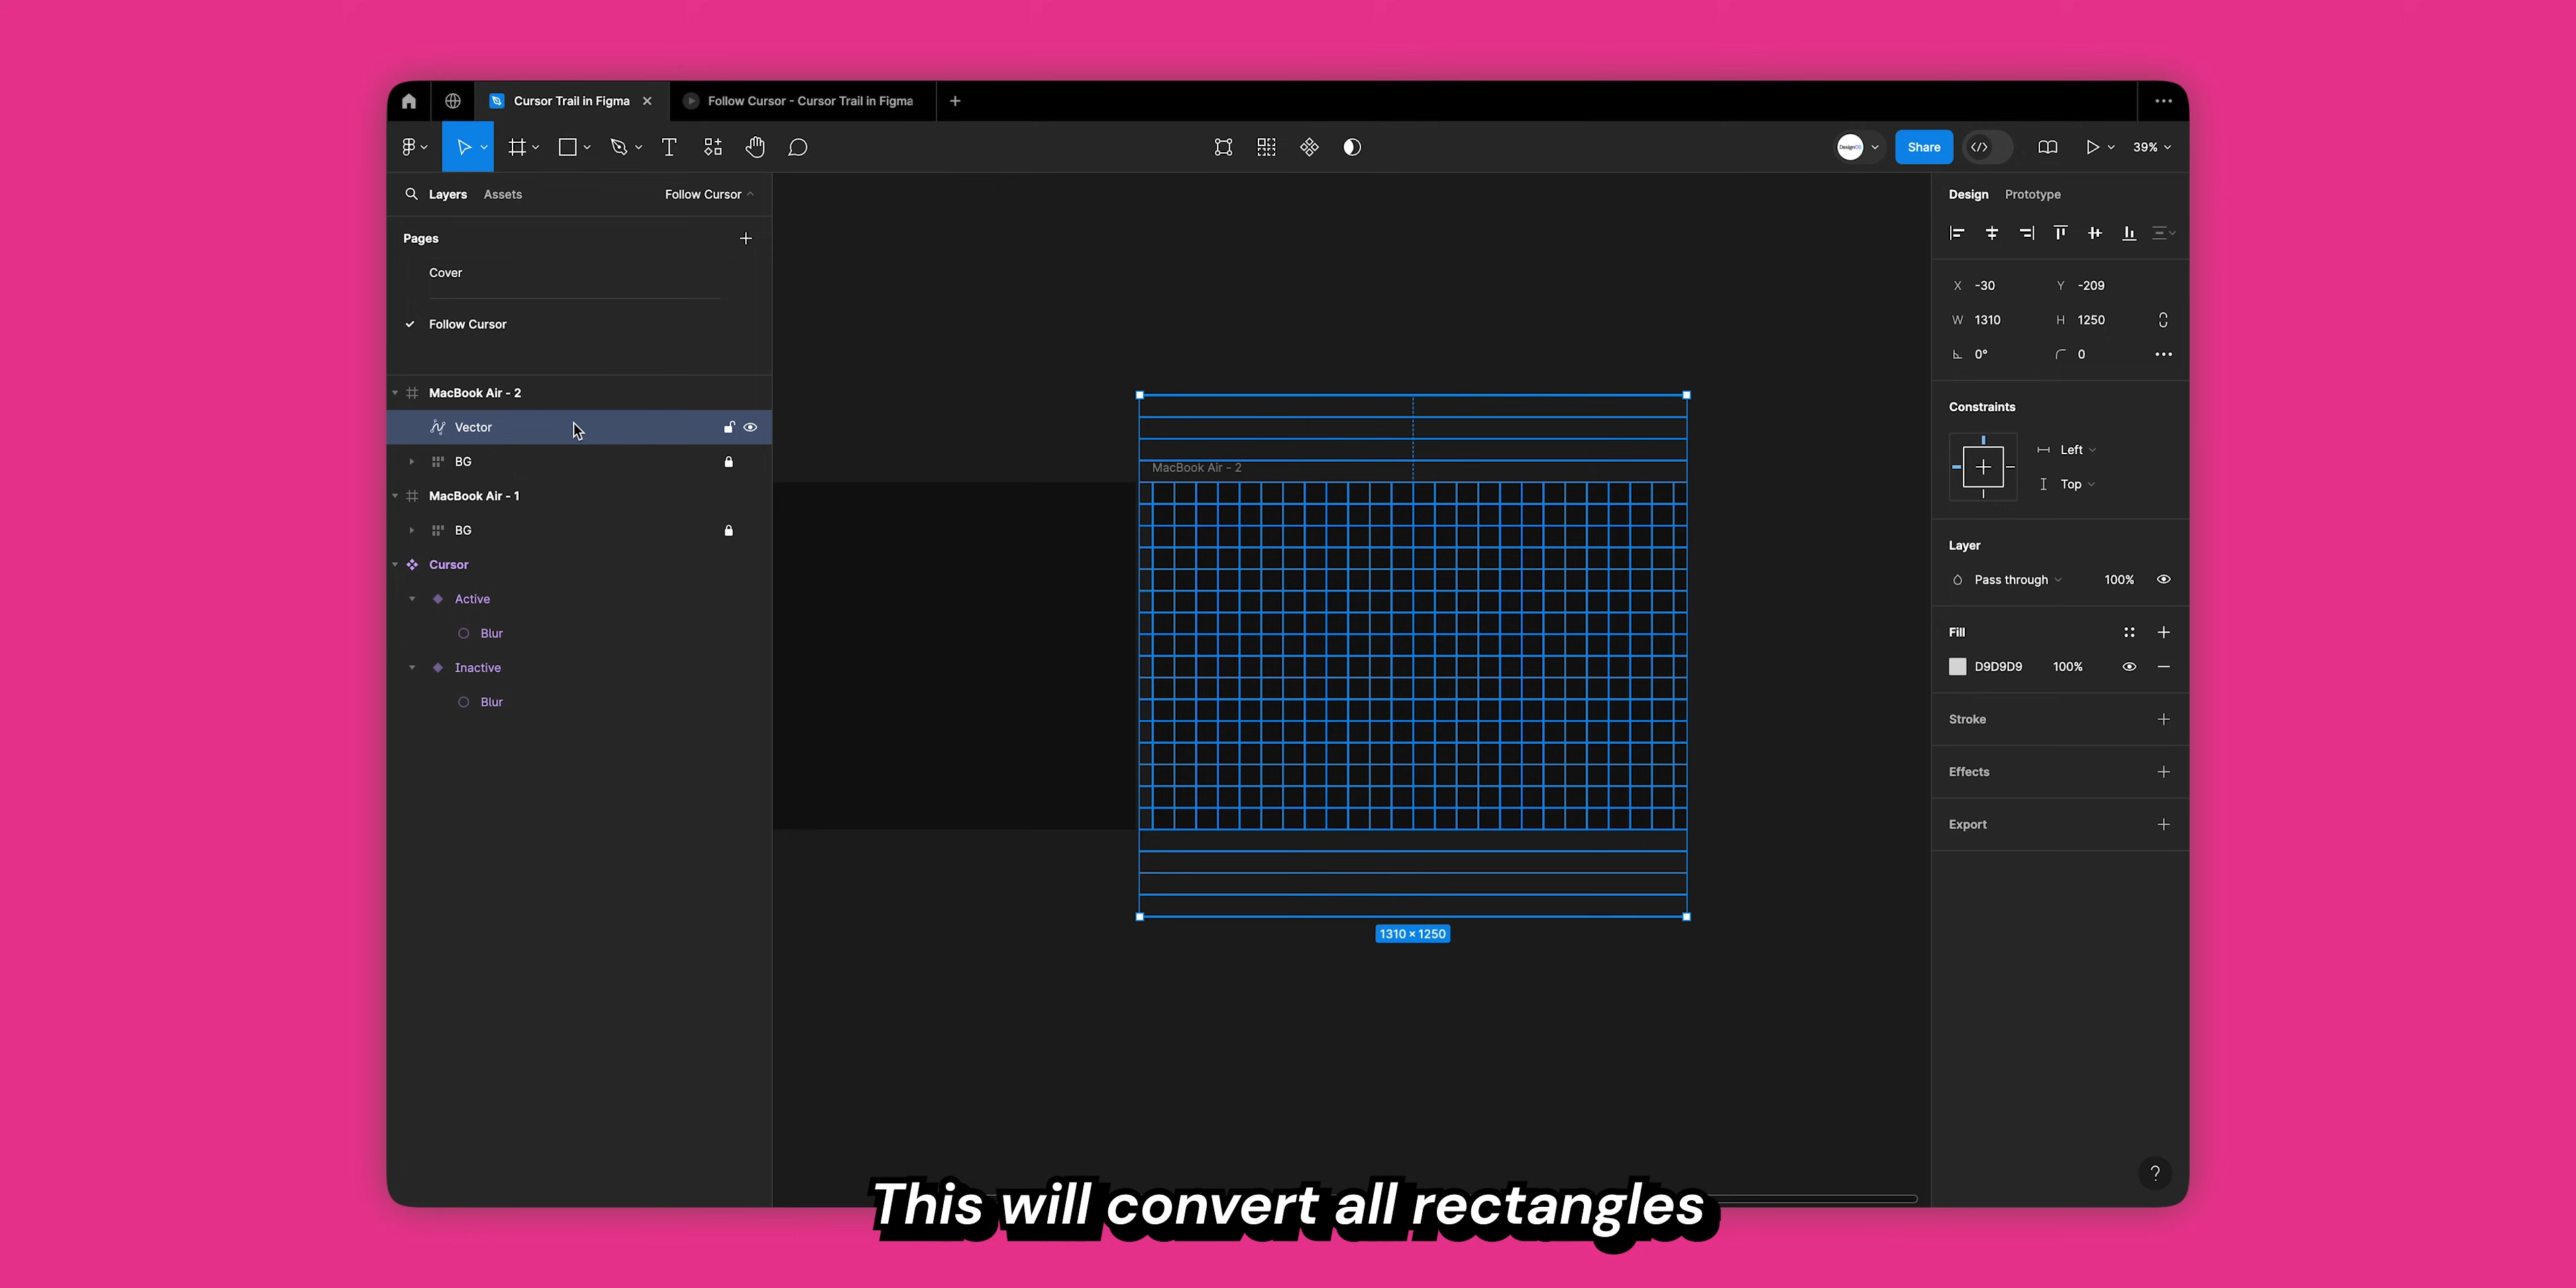 Cursor Trail in Figma
Follow Cursor - Cursor Trail in Figma
DesignOS
Share
39%
Layers
Assets
Follow Cursor
Pages
Cover
Follow Cursor
MacBook Air - 2
Vector
BG
MacBook Air - 1
BG
Cursor
Active
Blur
Inactive
Blur
MacBook Air - 2
1310 × 1250
Design
Prototype
X -30
Y -209
W 1310
H 1250
0°
0
Constraints
Left
Top
Layer
Pass through
100%
Fill
D9D9D9
100%
Stroke
Effects
Export
?
This will convert all rectangles